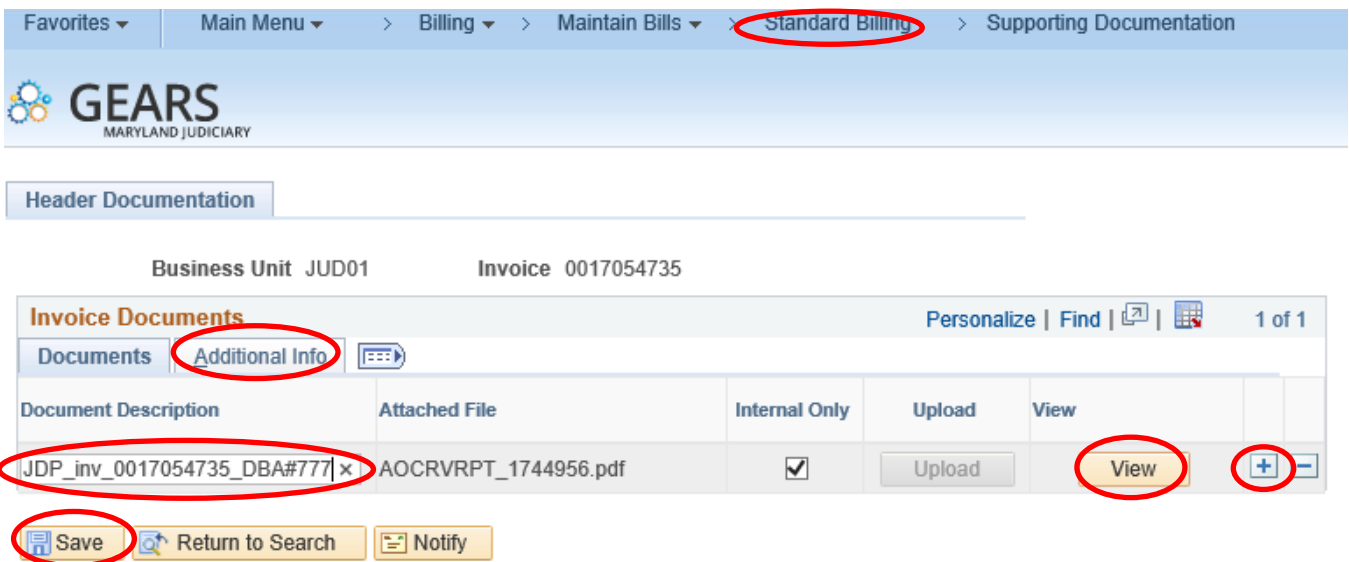 Favorites Main Menu > Billing > Maintain Bills > Standard Billing > Supporting Documentation
GEARS
MARYLAND JUDICIARY
Header Documentation
Business Unit JUD01 Invoice 0017054735
Invoice Documents Personalize | Find | | 1 of 1
Documents Additional Info
Document Description Attached File Internal Only Upload View
JDP_inv_0017054735_DBA#777 × AOCRVRPT_1744956.pdf Upload View + −
Save Return to Search Notify